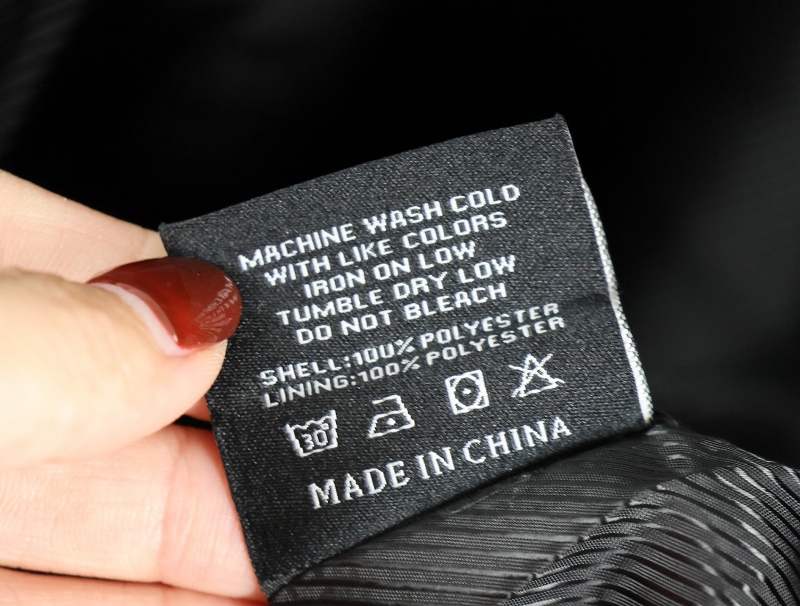 MACHINE WASH COLD
WITH LIKE COLORS
IRON ON LOW
TUMBLE DRY LOW
DO NOT BLEACH
SHELL:100% POLYESTER
LINING:100% POLYESTER
30°
MADE IN CHINA